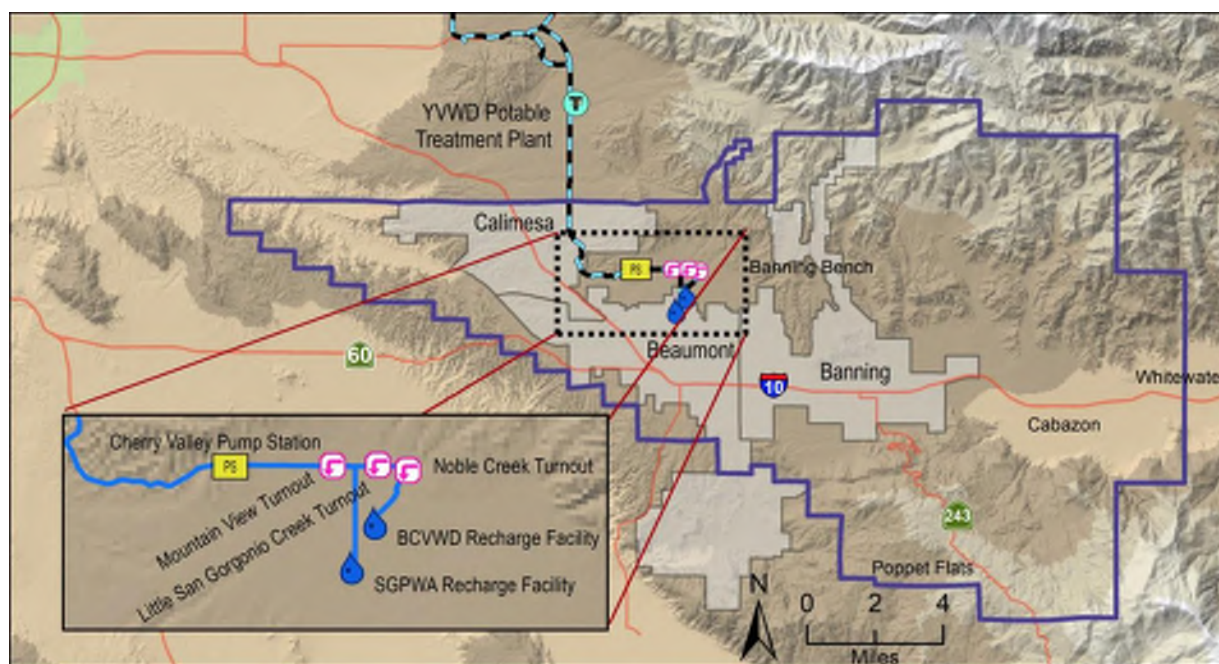 YVWD Potable
Treatment Plant
T
Calimesa
PS
Banning Bench
Beaumont
60
10
Banning
Whitewate
Cabazon
Cherry Valley Pump Station
PS
Noble Creek Turnout
Mountain View Turnout
Little San Gorgonio Creek Turnout
BCVWD Recharge Facility
SGPWA Recharge Facility
243
Poppet Flats
N
0 2 4
Miles